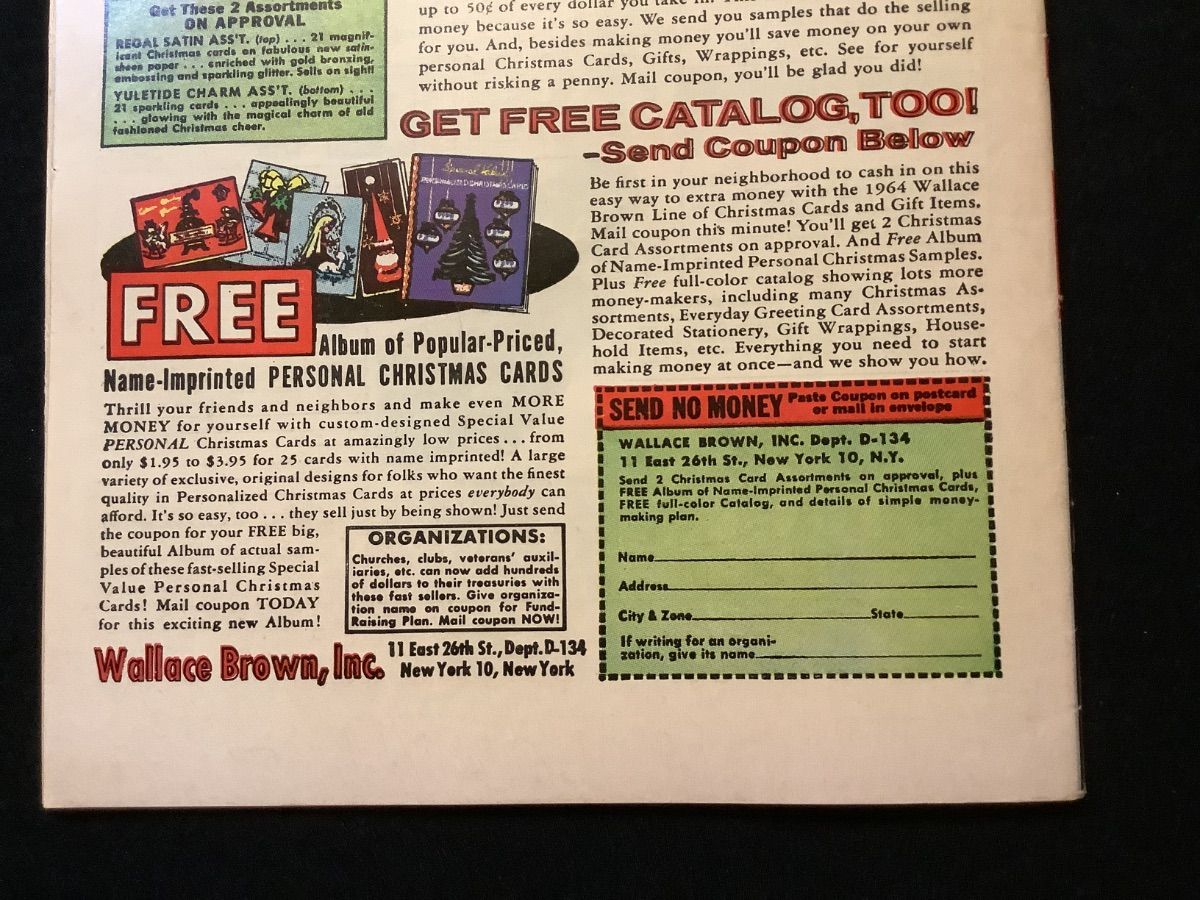 Get These 2 Assortments
ON APPROVAL
REGAL SATIN ASS'T. (top) . . . 21 magnif-
icant Christmas cards on fabulous new satin-
sheen paper . . . enriched with gold bronzing,
embossing and sparkling glitter. Sells on sight!
YULETIDE CHARM ASS'T. (bottom) . . .
21 sparkling cards . . . appealingly beautiful
. . . glowing with the magical charm of old
fashioned Christmas cheer.
up to 50¢ of every dollar you take in.
money because it's so easy. We send you samples that do the selling
for you. And, besides making money you'll save money on your own
personal Christmas Cards, Gifts, Wrappings, etc. See for yourself
without risking a penny. Mail coupon, you'll be glad you did!
GET FREE CATALOG, TOO!
-Send Coupon Below
Be first in your neighborhood to cash in on this
easy way to extra money with the 1964 Wallace
Brown Line of Christmas Cards and Gift Items.
Mail coupon this minute! You'll get 2 Christmas
Card Assortments on approval. And Free Album
of Name-Imprinted Personal Christmas Samples.
Plus Free full-color catalog showing lots more
money-makers, including many Christmas As-
sortments, Everyday Greeting Card Assortments,
Decorated Stationery, Gift Wrappings, House-
hold Items, etc. Everything you need to start
making money at once—and we show you how.
Special Value
PERSONALIZED CHRISTMAS CARDS
FREE
Album of Popular-Priced,
Name-Imprinted PERSONAL CHRISTMAS CARDS
Thrill your friends and neighbors and make even MORE
MONEY for yourself with custom-designed Special Value
PERSONAL Christmas Cards at amazingly low prices . . . from
only $1.95 to $3.95 for 25 cards with name imprinted! A large
variety of exclusive, original designs for folks who want the finest
quality in Personalized Christmas Cards at prices everybody can
afford. It's so easy, too . . . they sell just by being shown! Just send
the coupon for your FREE big,
beautiful Album of actual sam-
ples of these fast-selling Special
Value Personal Christmas
Cards! Mail coupon TODAY
for this exciting new Album!
ORGANIZATIONS:
Churches, clubs, veterans' auxil-
iaries, etc. can now add hundreds
of dollars to their treasuries with
these fast sellers. Give organiza-
tion name on coupon for Fund-
Raising Plan. Mail coupon NOW!
Wallace Brown, Inc.
11 East 26th St., Dept. D-134
New York 10, New York
SEND NO MONEY
Paste Coupon on postcard
or mail in envelope
WALLACE BROWN, INC. Dept. D-134
11 East 26th St., New York 10, N.Y.
Send 2 Christmas Card Assortments on approval, plus
FREE Album of Name-Imprinted Personal Christmas Cards,
FREE full-color Catalog, and details of simple money-
making plan.
Name
Address
City & Zone State
If writing for an organi-
zation, give its name